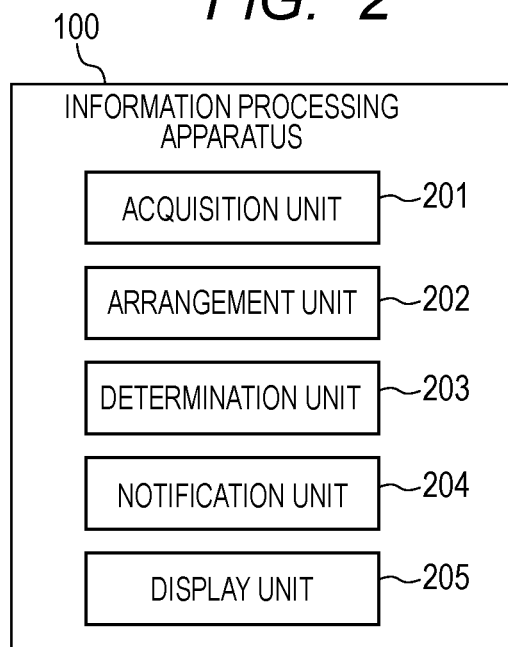 FIG. 2
100
INFORMATION PROCESSING
APPARATUS
ACQUISITION UNIT
201
ARRANGEMENT UNIT
202
DETERMINATION UNIT
203
NOTIFICATION UNIT
204
DISPLAY UNIT
205